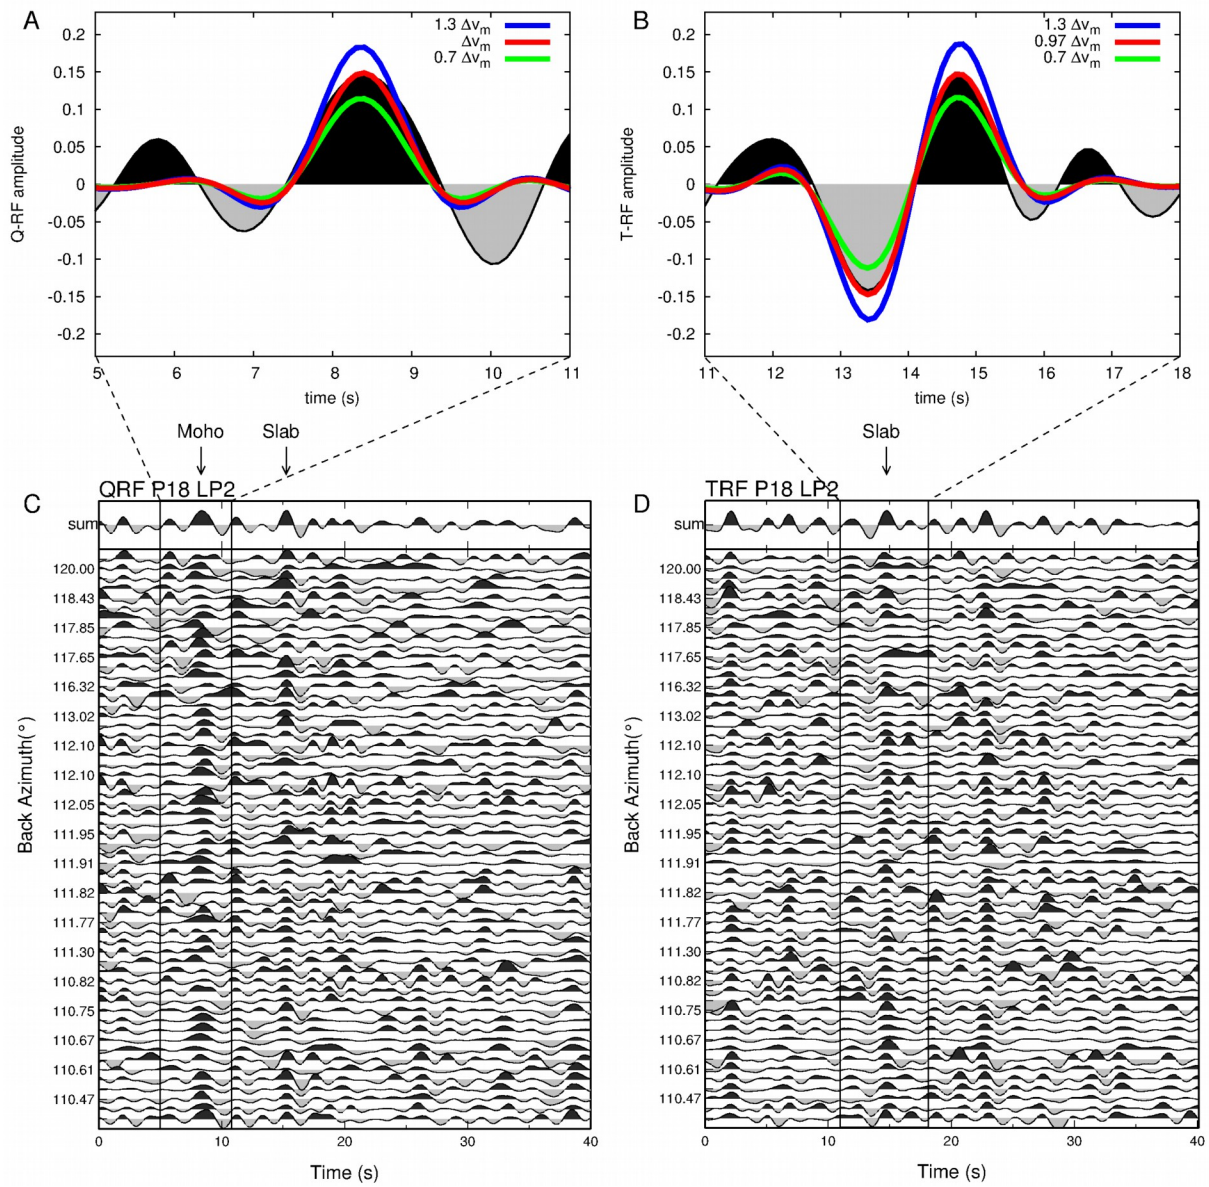 A
1.3 Δvm
Δvm
0.7 Δvm
0.2
0.15
0.1
0.05
0
-0.05
-0.1
-0.15
-0.2
Q-RF amplitude
5 6 7 8 9 10 11
time (s)
B
1.3 Δvm
0.97 Δvm
0.7 Δvm
0.2
0.15
0.1
0.05
0
-0.05
-0.1
-0.15
-0.2
T-RF amplitude
11 12 13 14 15 16 17 18
time (s)
Moho
Slab
Slab
C
QRF P18 LP2
sum
120.00
118.43
117.85
117.65
116.32
113.02
112.10
112.10
112.05
111.95
111.91
111.82
111.77
111.30
110.82
110.75
110.67
110.61
110.47
Back Azimuth(°)
0 10 20 30 40
Time (s)
D
TRF P18 LP2
sum
120.00
118.43
117.85
117.65
116.32
113.02
112.10
112.10
112.05
111.95
111.91
111.82
111.77
111.30
110.82
110.75
110.67
110.61
110.47
Back Azimuth(°)
0 10 20 30 40
Time (s)